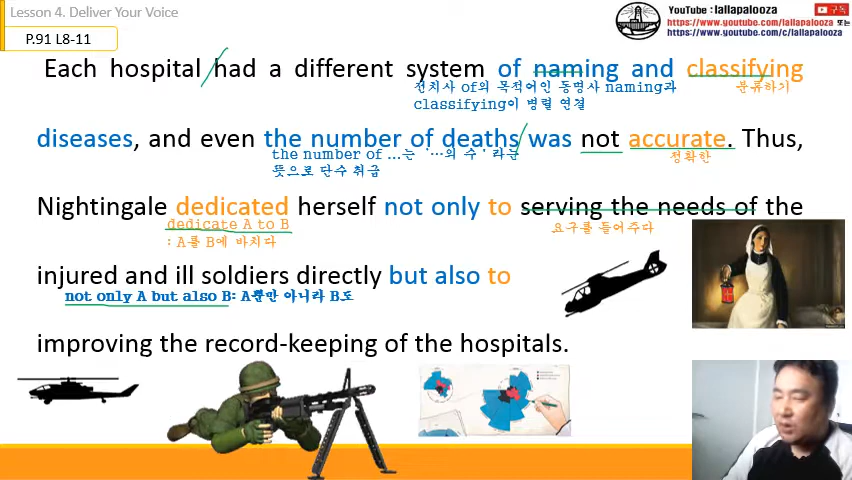 Lesson 4. Deliver Your Voice
P.91 L8-11
YouTube : lallapalooza
구독
https://www.youtube.com/lallapalooza 또는
https://www.youtube.com/c/lallapalooza
Each hospital had a different system of naming and classifying
전치사 of의 목적어인 동명사 naming과
classifying이 병렬 연결
분류하기
diseases, and even the number of deaths was not accurate. Thus,
the number of …는 '…의 수' 라는
뜻으로 단수 취급
정확한
Nightingale dedicated herself not only to serving the needs of the
dedicate A to B
: A를 B에 바치다
요구를 들어주다
injured and ill soldiers directly but also to
not only A but also B: A뿐만 아니라 B도
improving the record-keeping of the hospitals.